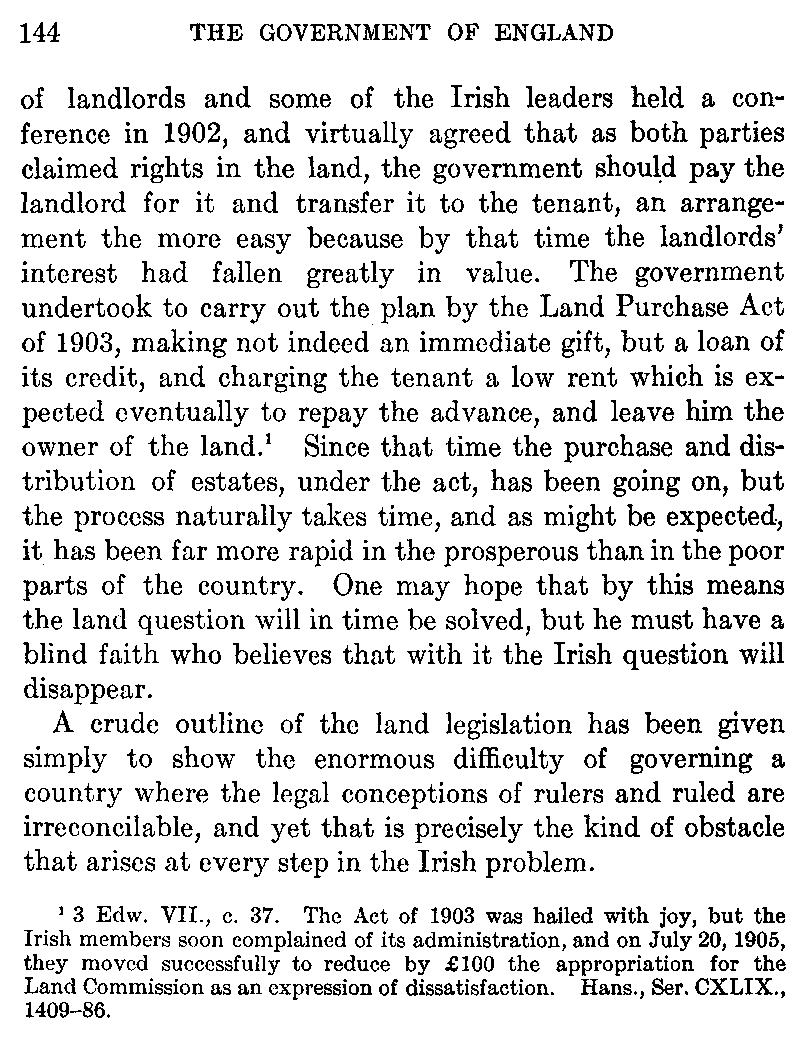 144 THE GOVERNMENT OF ENGLAND
of landlords and some of the Irish leaders held a con-
ference in 1902, and virtually agreed that as both parties
claimed rights in the land, the government should pay the
landlord for it and transfer it to the tenant, an arrange-
ment the more easy because by that time the landlords'
interest had fallen greatly in value. The government
undertook to carry out the plan by the Land Purchase Act
of 1903, making not indeed an immediate gift, but a loan of
its credit, and charging the tenant a low rent which is ex-
pected eventually to repay the advance, and leave him the
owner of the land.¹ Since that time the purchase and dis-
tribution of estates, under the act, has been going on, but
the process naturally takes time, and as might be expected,
it has been far more rapid in the prosperous than in the poor
parts of the country. One may hope that by this means
the land question will in time be solved, but he must have a
blind faith who believes that with it the Irish question will
disappear.
A crude outline of the land legislation has been given
simply to show the enormous difficulty of governing a
country where the legal conceptions of rulers and ruled are
irreconcilable, and yet that is precisely the kind of obstacle
that arises at every step in the Irish problem.
¹ 3 Edw. VII., c. 37. The Act of 1903 was hailed with joy, but the
Irish members soon complained of its administration, and on July 20, 1905,
they moved successfully to reduce by £100 the appropriation for the
Land Commission as an expression of dissatisfaction. Hans., Ser. CXLIX.,
1409–86.